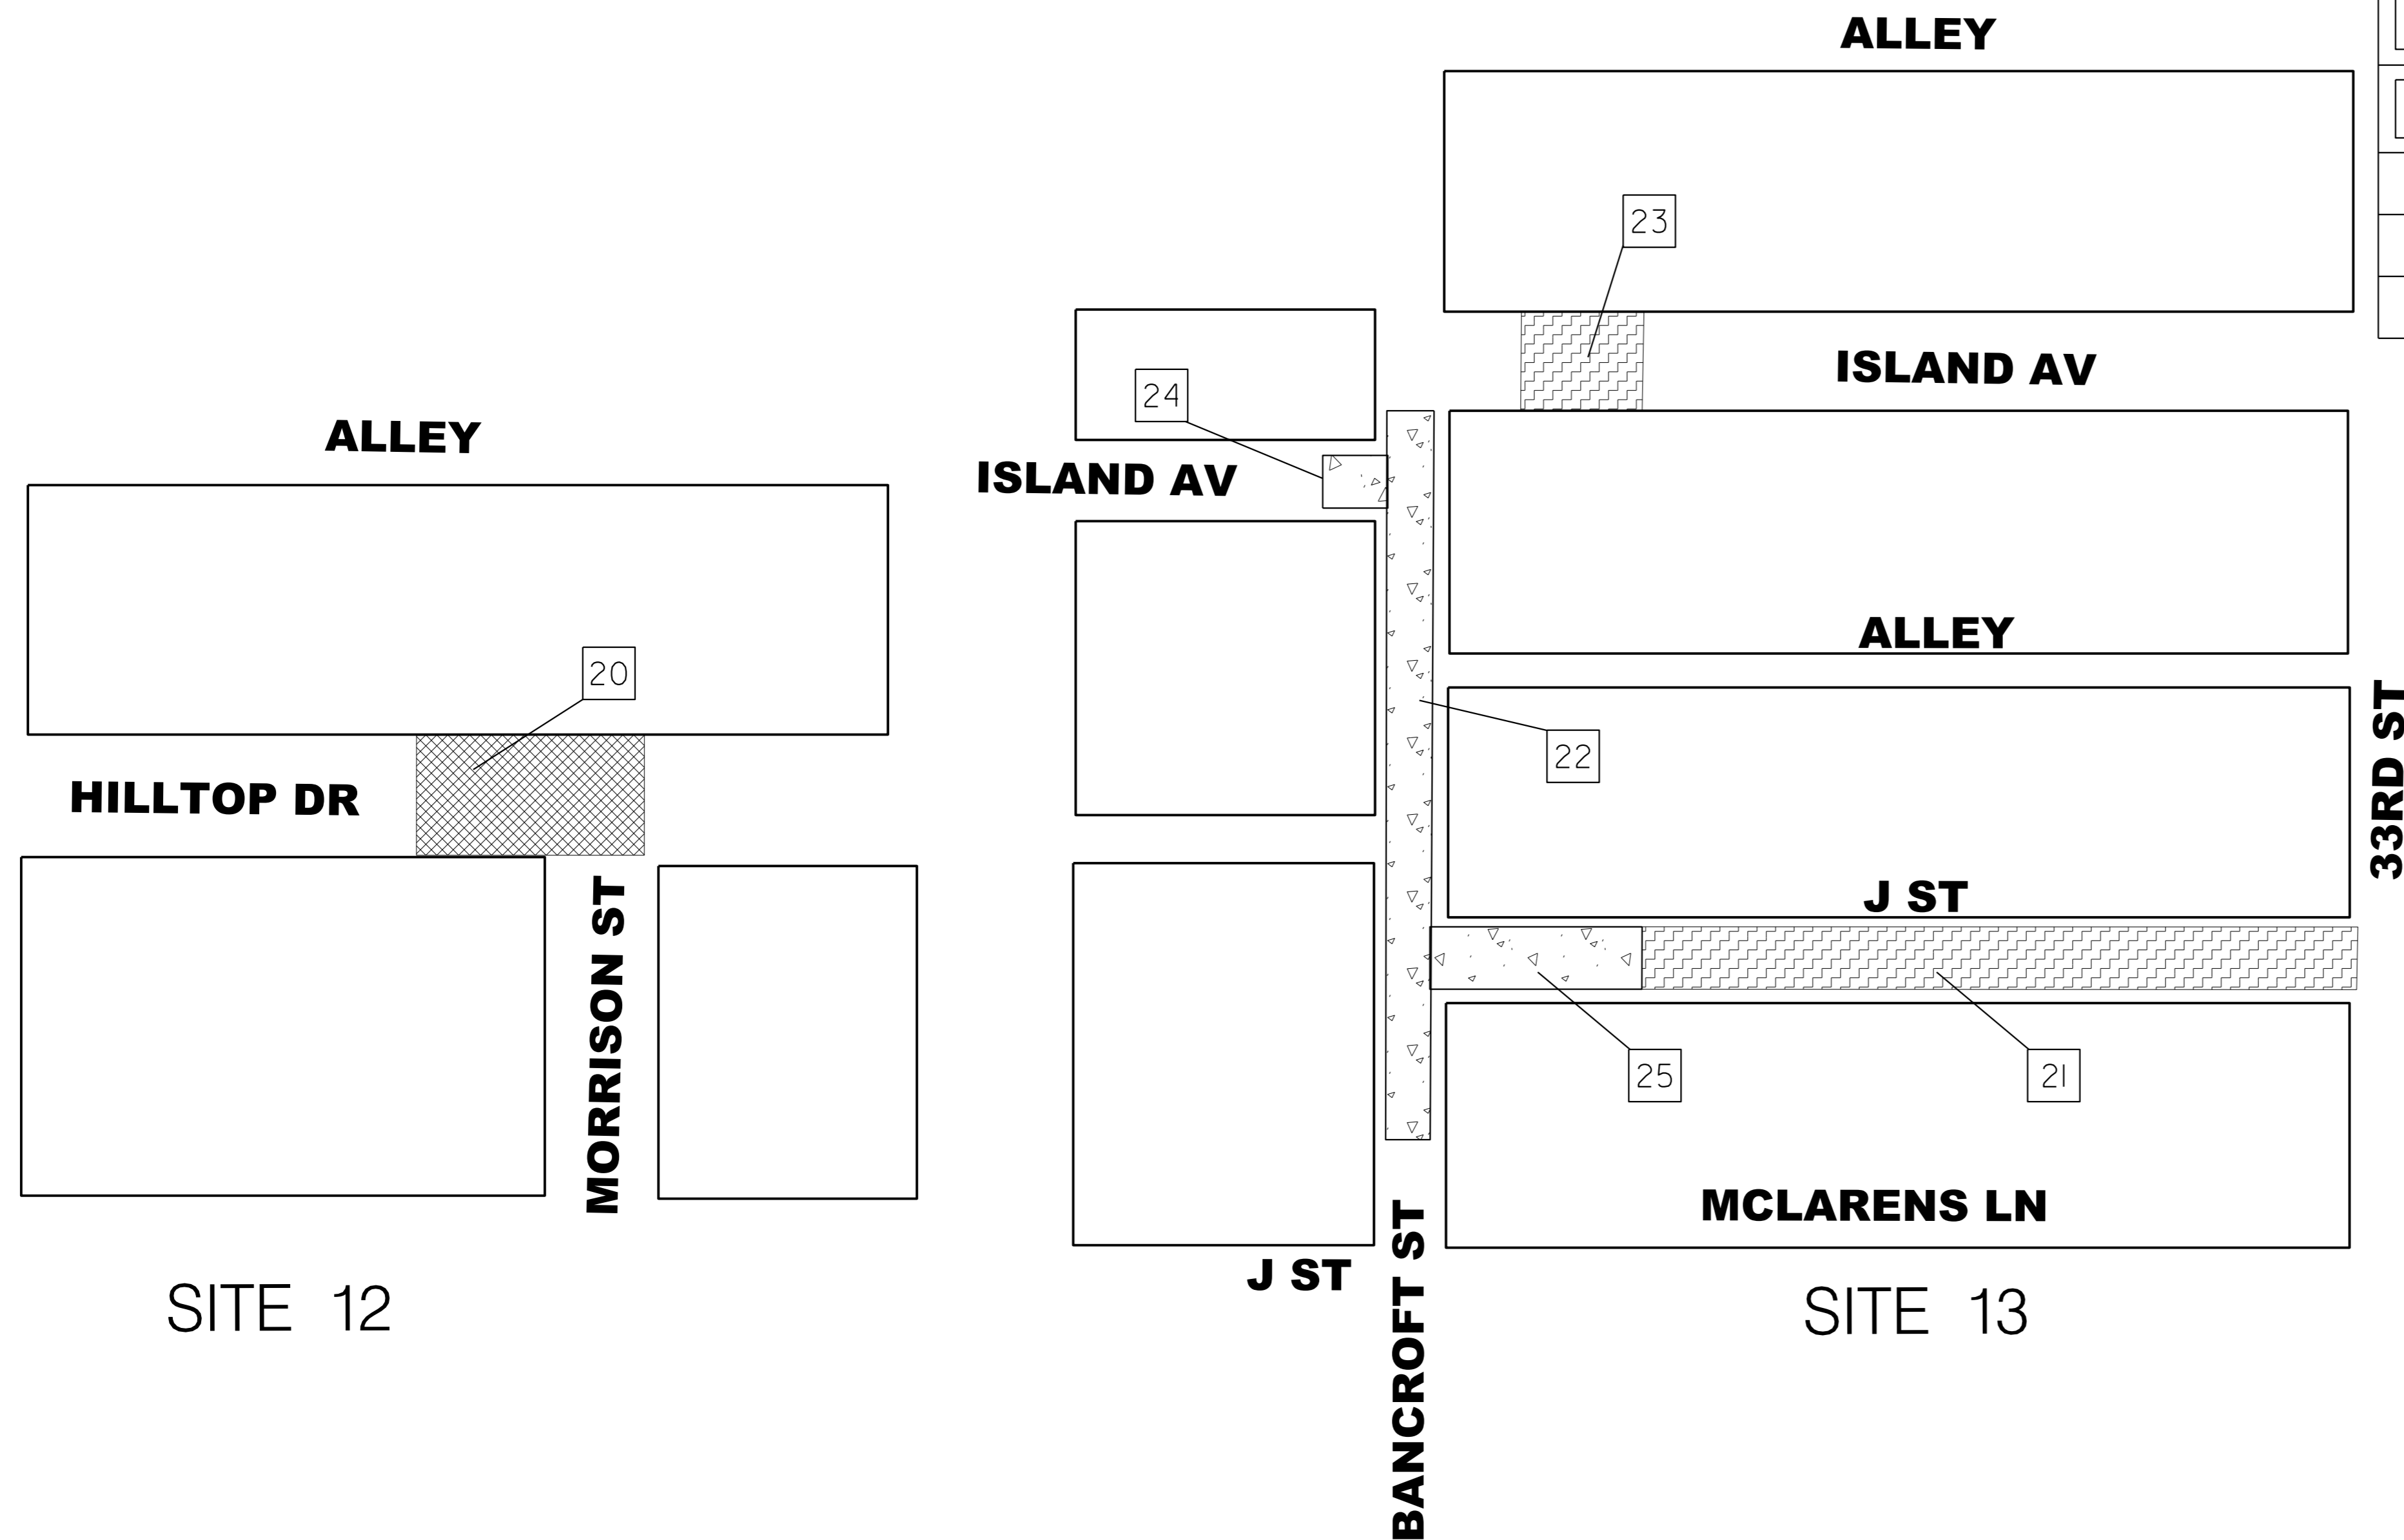 ALLEY
23
ISLAND AV
24
ALLEY
ISLAND AV
ALLEY
20
22
HILLTOP DR
33RD ST
J ST
MORRISON ST
25
21
MCLARENS LN
J ST
BANCROFT ST
SITE 12
SITE 13